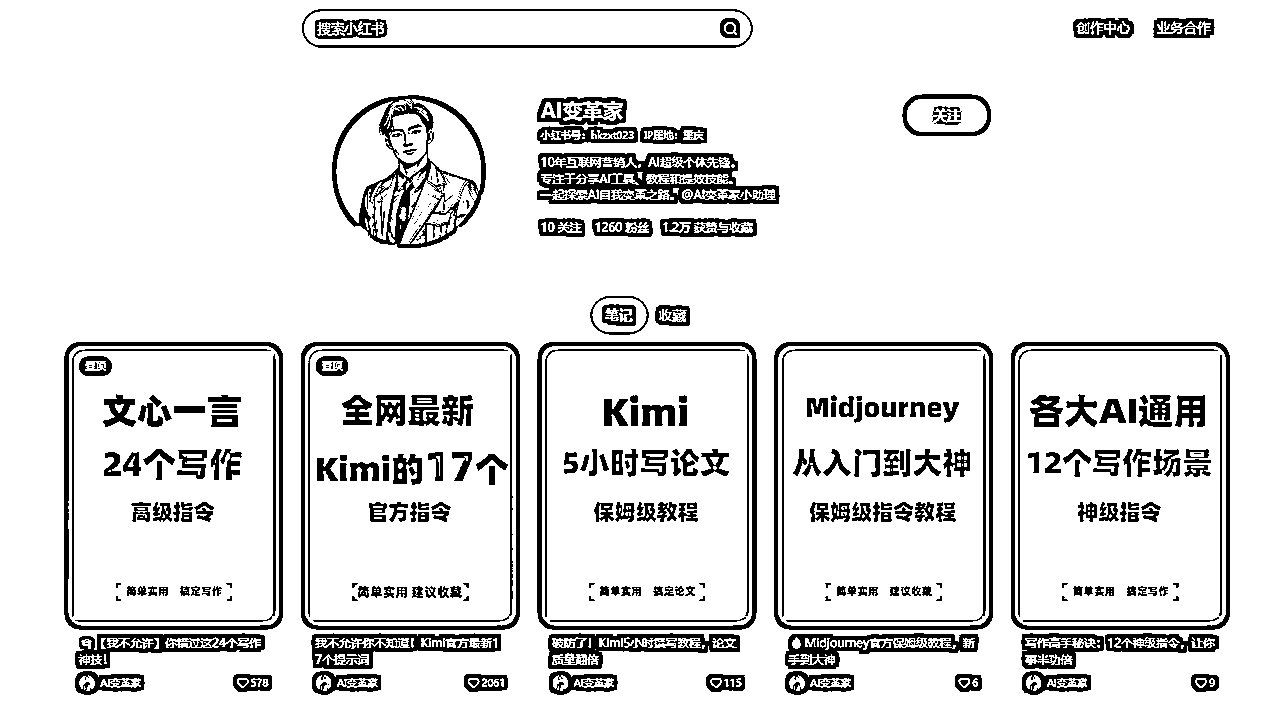 搜索小红书
创作中心 业务合作
AI变革家
关注
小红书号：hkzxt023 IP属地：重庆
10年互联网营销人，AI超级个体先锋。
专注于分享AI工具、教程和提效技能。
一起探索AI自我变革之路。@AI变革家小助理
10 关注 1260 粉丝 1.2万 获赞与收藏
笔记 收藏
置顶
文心一言
24个写作
高级指令
简单实用 搞定写作
【我不允许】你错过这24个写作
神技！
AI变革家 578
置顶
全网最新
Kimi的17个
官方指令
简单实用 建议收藏
我不允许你不知道！Kimi官方最新1
7个提示词
AI变革家 2061
Kimi
5小时写论文
保姆级教程
简单实用 搞定论文
破防了！Kimi5小时撰写教程，论文
质量翻倍
AI变革家 115
Midjourney
从入门到大神
保姆级指令教程
简单实用 建议收藏
Midjourney官方保姆级教程，新
手到大神
AI变革家 6
各大AI通用
12个写作场景
神级指令
简单实用 搞定写作
写作高手秘诀：12个神级指令，让你
事半功倍
AI变革家 9